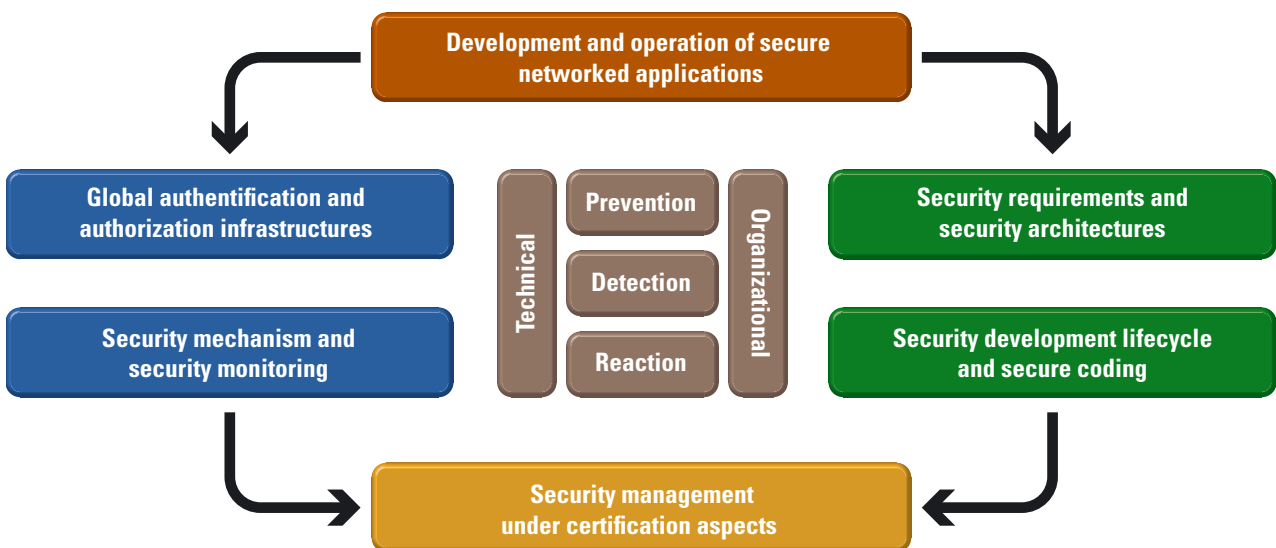 Development and operation of secure
networked applications
Global authentification and
authorization infrastructures
Technical
Prevention
Organizational
Security requirements and
security architectures
Detection
Security mechanism and
security monitoring
Reaction
Security development lifecycle
and secure coding
Security management
under certification aspects